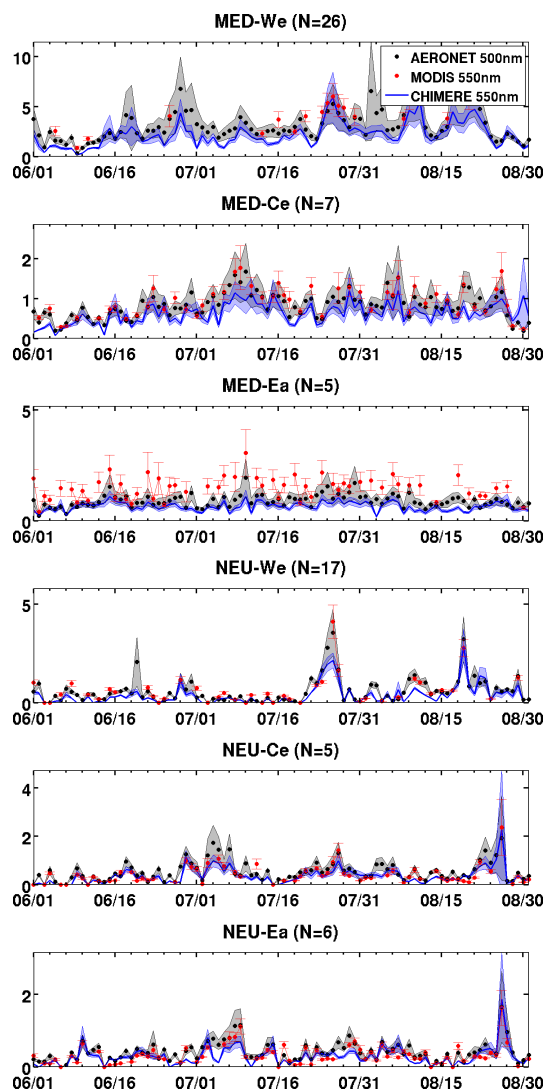 MED-We (N=26)
10
5
0
AERONET 500nm
MODIS 550nm
CHIMERE 550nm
06/01 06/16 07/01 07/16 07/31 08/15 08/30
MED-Ce (N=7)
2
1
0
06/01 06/16 07/01 07/16 07/31 08/15 08/30
MED-Ea (N=5)
5
0
06/01 06/16 07/01 07/16 07/31 08/15 08/30
NEU-We (N=17)
5
0
06/01 06/16 07/01 07/16 07/31 08/15 08/30
NEU-Ce (N=5)
4
2
0
06/01 06/16 07/01 07/16 07/31 08/15 08/30
NEU-Ea (N=6)
2
0
06/01 06/16 07/01 07/16 07/31 08/15 08/30